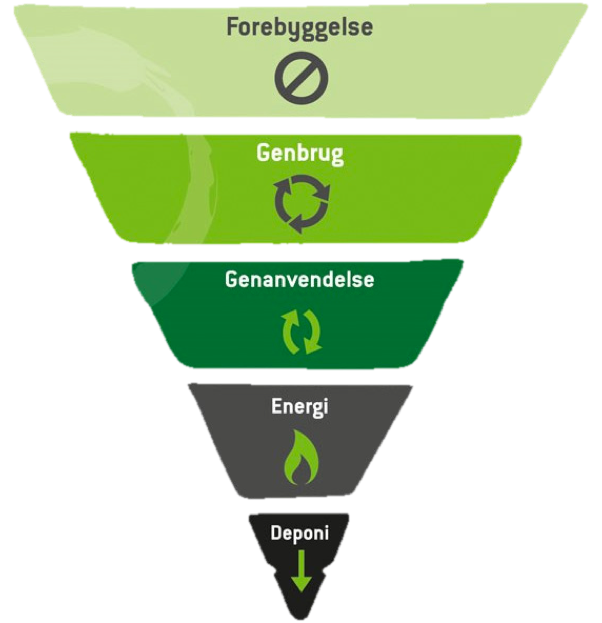 Forebyggelse
Genbrug
Genanvendelse
Energi
Deponi